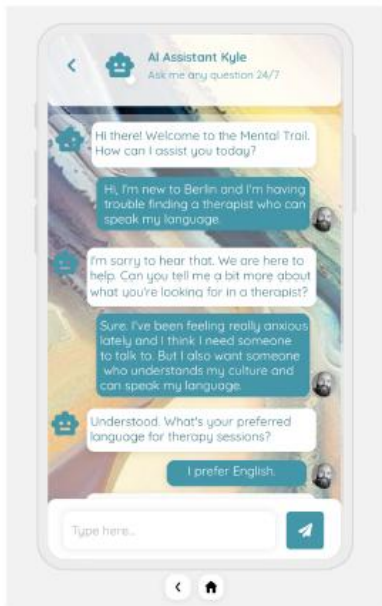 AI Assistant Kyle
Ask me any question 24/7
Hi there! Welcome to the Mental Trail.
How can I assist you today?
Hi, I'm new to Berlin and I'm having
trouble finding a therapist who can
speak my language.
I'm sorry to hear that. We are here to
help. Can you tell me a bit more about
what you're looking for in a therapist?
Sure. I've been feeling really anxious
lately and I think I need someone
to talk to. But I also want someone
who understands my culture and
can speak my language.
Understood. What's your preferred
language for therapy sessions?
I prefer English.
Type here...